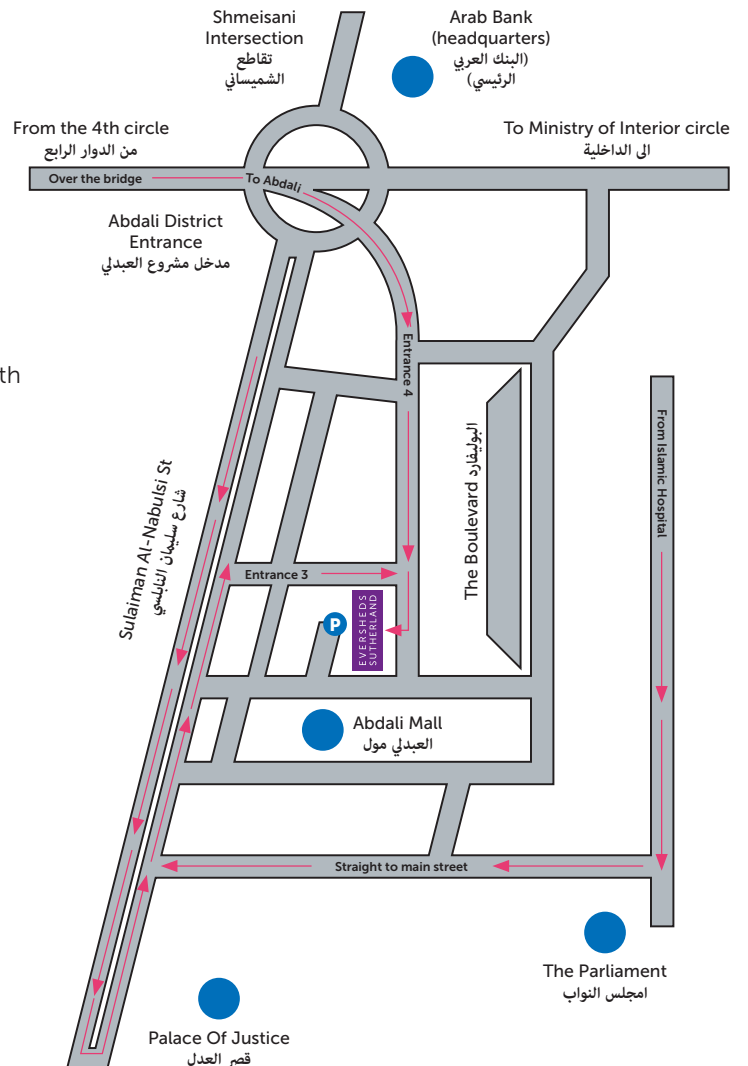 Shmeisani
Intersection
تقاطع
الشميساني
Arab Bank
(headquarters)
(البنك العربي
الرئيسي)
From the 4th circle
من الدوار الرابع
To Ministry of Interior circle
الى الداخلية
Over the bridge
To Abdali
Abdali District
Entrance
مدخل مشروع العبدلي
th
Entrance 4
From Islamic Hospital
The Boulevard البوليفارد
Sulaiman Al-Nabulsi St
شارع سليمان النابلسي
Entrance 3
P
EVERSHEDS
SUTHERLAND
Abdali Mall
العبدلي مول
Straight to main street
The Parliament
امجلس النواب
Palace Of Justice
قصر العدل